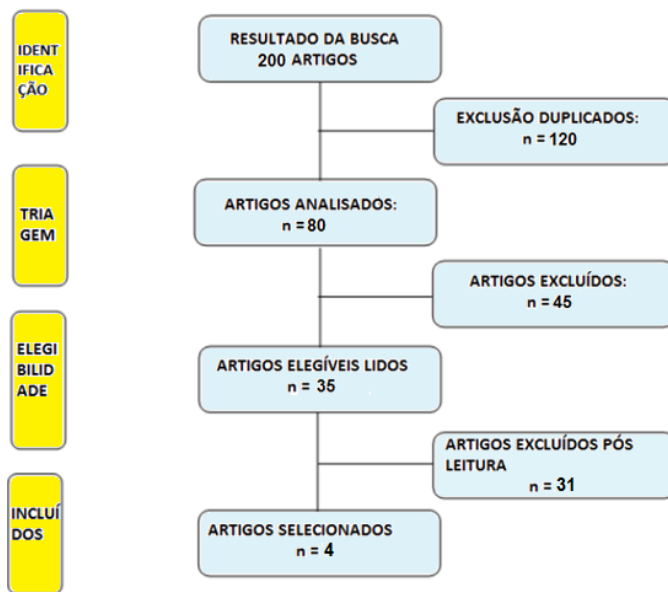 IDENT
IFICA
ÇÃO
RESULTADO DA BUSCA
200 ARTIGOS
EXCLUSÃO DUPLICADOS:
n = 120
TRIA
GEM
ARTIGOS ANALISADOS:
n = 80
ARTIGOS EXCLUÍDOS:
n = 45
ELEGI
BILID
ADE
ARTIGOS ELEGÍVEIS LIDOS
n = 35
ARTIGOS EXCLUÍDOS PÓS
LEITURA
n = 31
INCLUÍ
DOS
ARTIGOS SELECIONADOS
n = 4